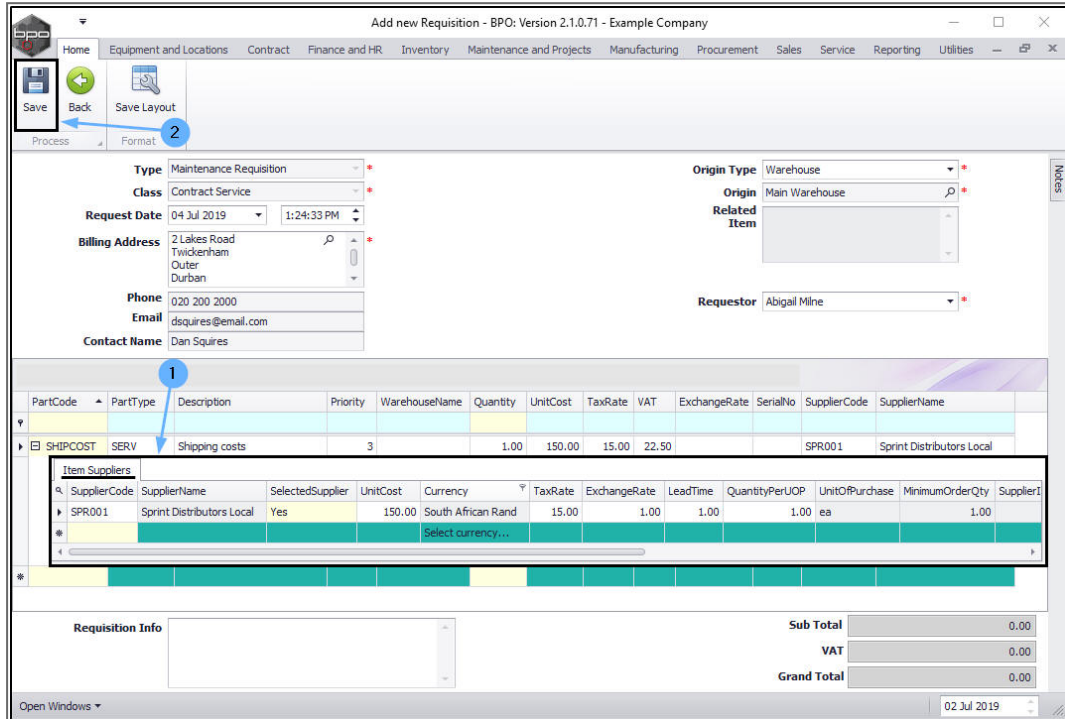 Add new Requisition - BPO: Version 2.1.0.71 - Example Company
bpo
Home Equipment and Locations Contract Finance and HR Inventory Maintenance and Projects Manufacturing Procurement Sales Service Reporting Utilities
Save Back Save Layout
Process Format
2
Type Maintenance Requisition * Origin Type Warehouse *
Notes
Class Contract Service * Origin Main Warehouse *
Request Date 04 Jul 2019 1:24:33 PM Related
Item
Billing Address 2 Lakes Road *
Twickenham
Outer
Durban
Phone 020 200 2000 Requestor Abigail Milne *
Email dsquires@email.com
Contact Name Dan Squires
1
PartCode PartType Description Priority WarehouseName Quantity UnitCost TaxRate VAT ExchangeRate SerialNo SupplierCode SupplierName
SHIPCOST SERV Shipping costs 3 1.00 150.00 15.00 22.50 SPR001 Sprint Distributors Local
Item Suppliers
SupplierCode SupplierName SelectedSupplier UnitCost Currency TaxRate ExchangeRate LeadTime QuantityPerUOP UnitOfPurchase MinimumOrderQty SupplierI
SPR001 Sprint Distributors Local Yes 150.00 South African Rand 15.00 1.00 1.00 1.00 ea 1.00
* Select currency...
*
Requisition Info Sub Total 0.00
VAT 0.00
Grand Total 0.00
Open Windows 02 Jul 2019